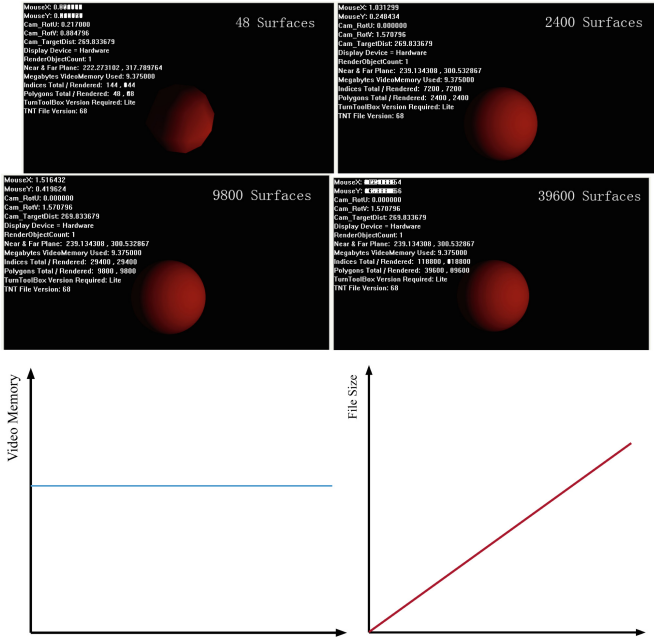 MouseX:
MouseY:
Cam_RotU: 0.217000
Cam_RotV: 0.884796
Cam_TargetDist: 269.833679
Display Device = Hardware
RenderObjectCount: 1
Near & Far Plane: 222.273102 , 317.789764
Megabytes VideoMemory Used: 9.375000
Indices Total / Rendered: 144 ,
Polygons Total / Rendered: 48 ,
TurnToolBox Version Required: Lite
TNT File Version: 68
48 Surfaces
MouseX: 1.031299
MouseY: 0.248434
Cam_RotU: 0.000000
Cam_RotV: 1.570796
Cam_TargetDist: 269.833679
Display Device = Hardware
RenderObjectCount: 1
Near & Far Plane: 239.134308 , 300.532867
Megabytes VideoMemory Used: 9.375000
Indices Total / Rendered: 7200 , 7200
Polygons Total / Rendered: 2400 , 2400
TurnToolBox Version Required: Lite
TNT File Version: 68
2400 Surfaces
MouseX: 1.516432
MouseY: 0.419624
Cam_RotU: 0.000000
Cam_RotV: 1.570796
Cam_TargetDist: 269.833679
Display Device = Hardware
RenderObjectCount: 1
Near & Far Plane: 239.134308 , 300.532867
Megabytes VideoMemory Used: 9.375000
Indices Total / Rendered: 29400 , 29400
Polygons Total / Rendered: 9800 , 9800
TurnToolBox Version Required: Lite
TNT File Version: 68
9800 Surfaces
MouseX:
MouseY:
Cam_RotU: 0.000000
Cam_RotV: 1.570796
Cam_TargetDist: 269.833679
Display Device = Hardware
RenderObjectCount: 1
Near & Far Plane: 239.134308 , 300.532867
Megabytes VideoMemory Used: 9.375000
Indices Total / Rendered: 118800 ,
Polygons Total / Rendered: 39600 ,
TurnToolBox Version Required: Lite
TNT File Version: 68
39600 Surfaces
Video Memory
File Size